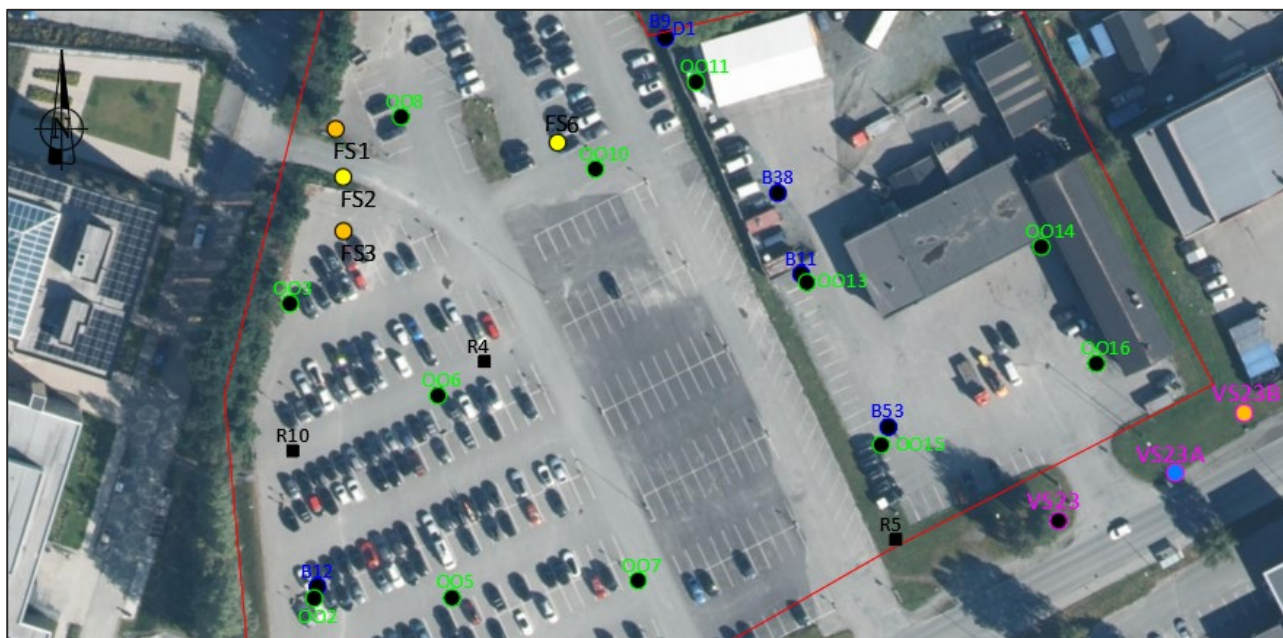 B9
D1
OO11
OO8
FS6
FS1
OO10
N
FS2
B38
FS3
OO14
B11
OO13
OO3
R4
OO16
OO6
VS23B
B53
R10
OO15
VS23A
VS23
R5
B12
OO7
OO5
OO2